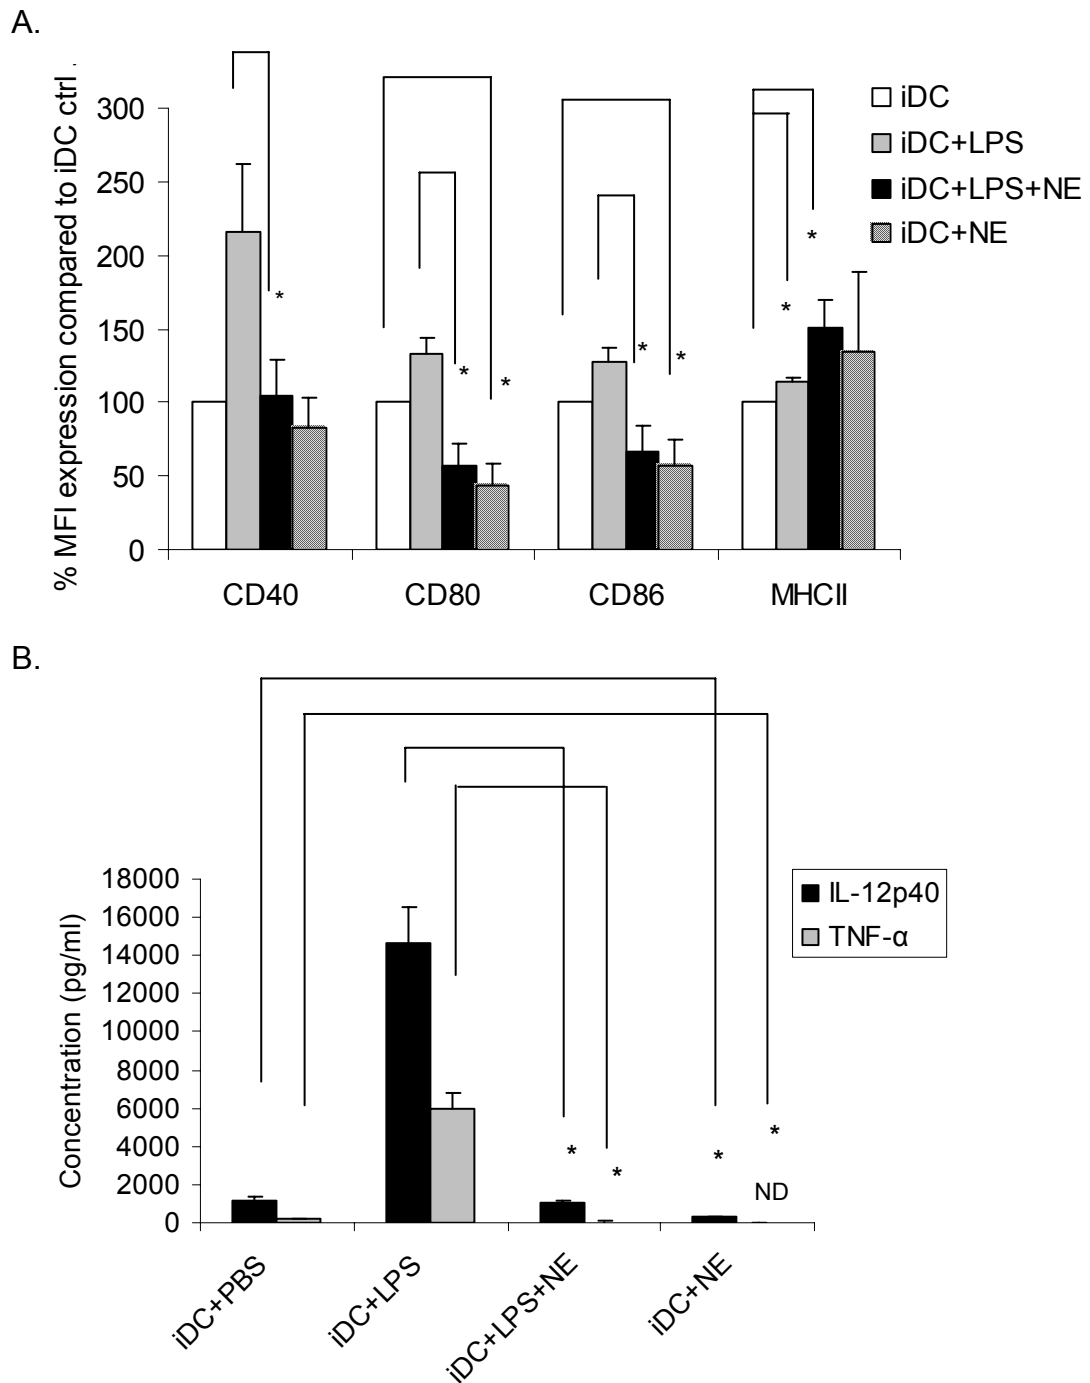 A.
% MFI expression compared to iDC ctrl .
300
250
200
150
100
50
0
iDC
iDC+LPS
iDC+LPS+NE
iDC+NE
*
*
*
*
*
*
*
CD40 CD80 CD86 MHCII
B.
Concentration (pg/ml)
18000
16000
14000
12000
10000
8000
6000
4000
2000
0
IL-12p40
TNF-α
*
*
*
*
ND
iDC+PBS
iDC+LPS
iDC+LPS+NE
iDC+NE